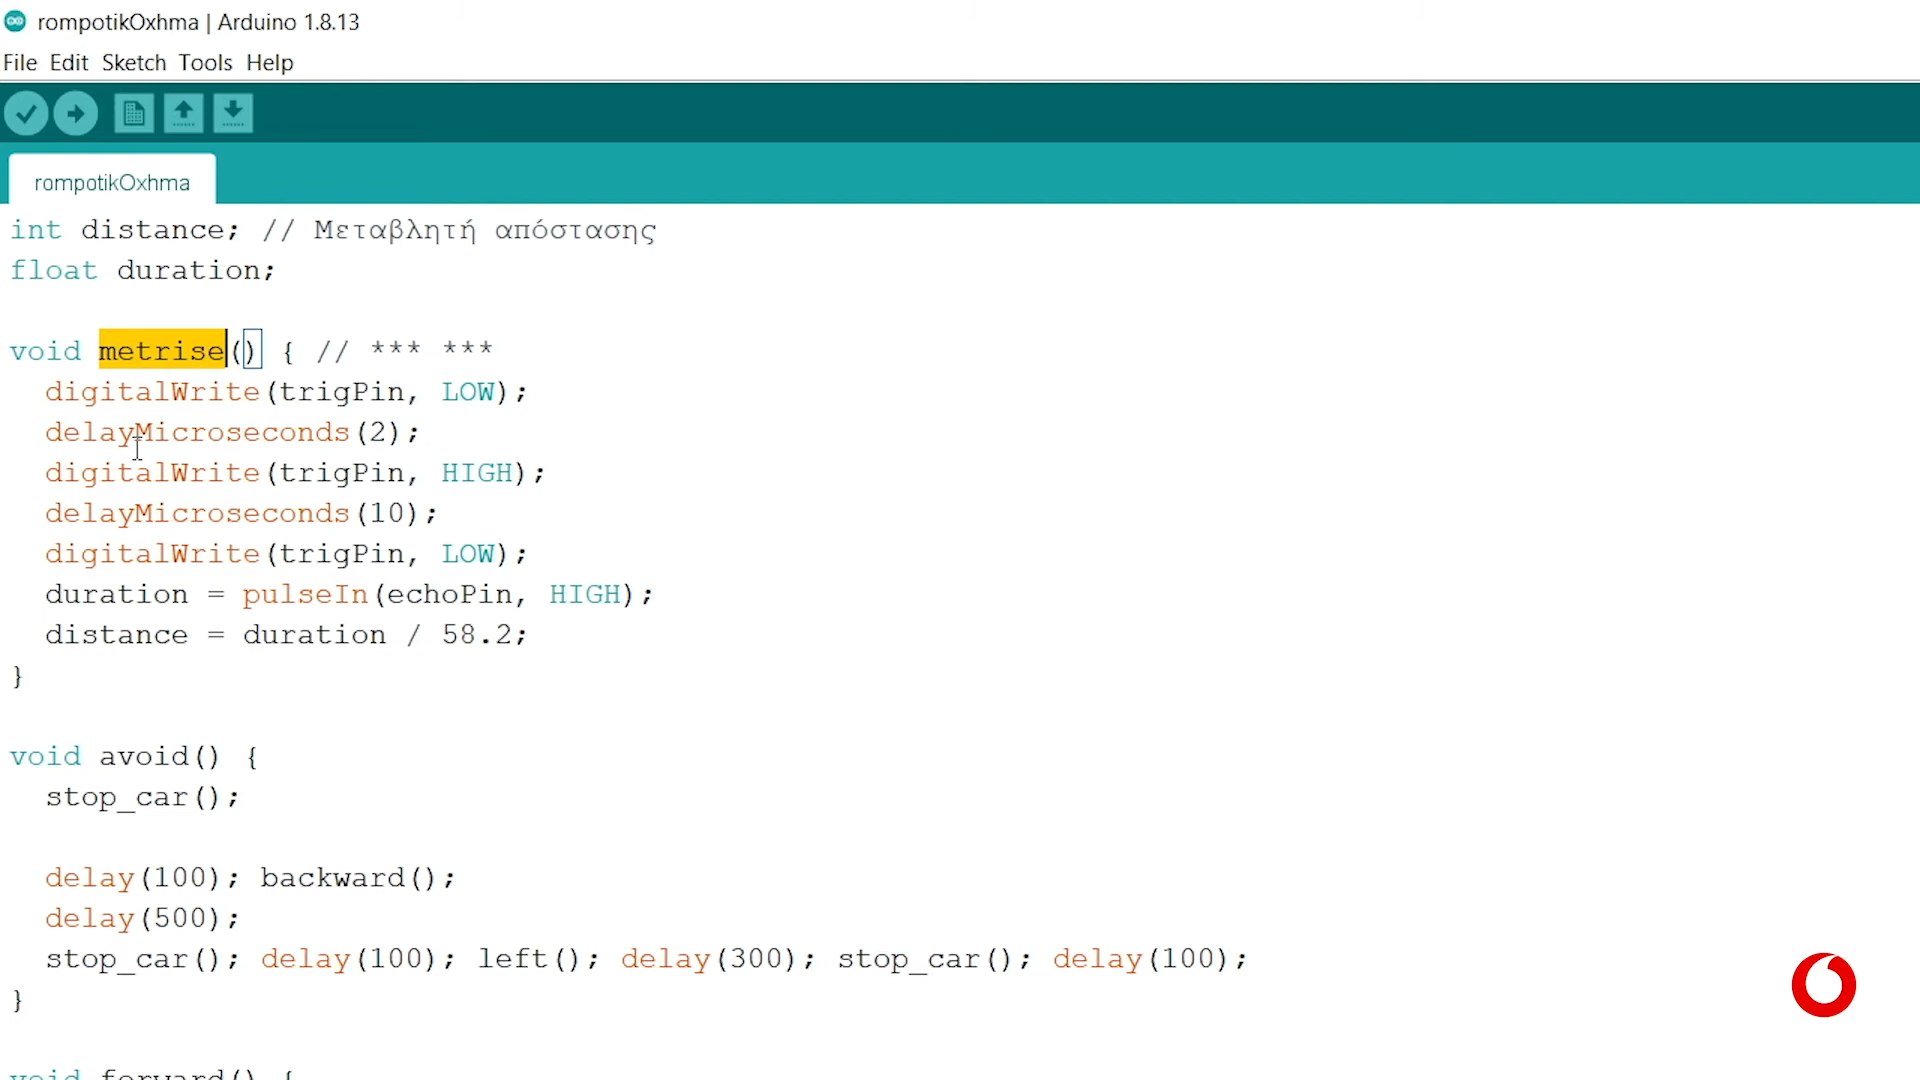 rompotikOxhma | Arduino 1.8.13
File Edit Sketch Tools Help
rompotikOxhma
int distance; // Μεταβλητή απόστασης
float duration;
void metrise() { // *** ***
digitalWrite(trigPin, LOW);
delayMicroseconds(2);
digitalWrite(trigPin, HIGH);
delayMicroseconds(10);
digitalWrite(trigPin, LOW);
duration = pulseIn(echoPin, HIGH);
distance = duration / 58.2;
}
void avoid() {
stop_car();
delay(100); backward();
delay(500);
stop_car(); delay(100); left(); delay(300); stop_car(); delay(100);
}
void forward() {